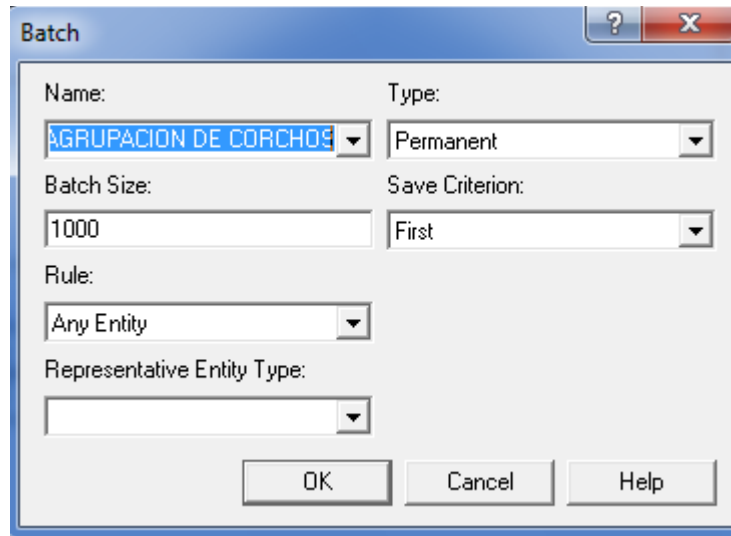 Batch
Name:
Type:
AGRUPACION DE CORCHOS
Permanent
Batch Size:
Save Criterion:
1000
First
Rule:
Any Entity
Representative Entity Type:
OK
Cancel
Help